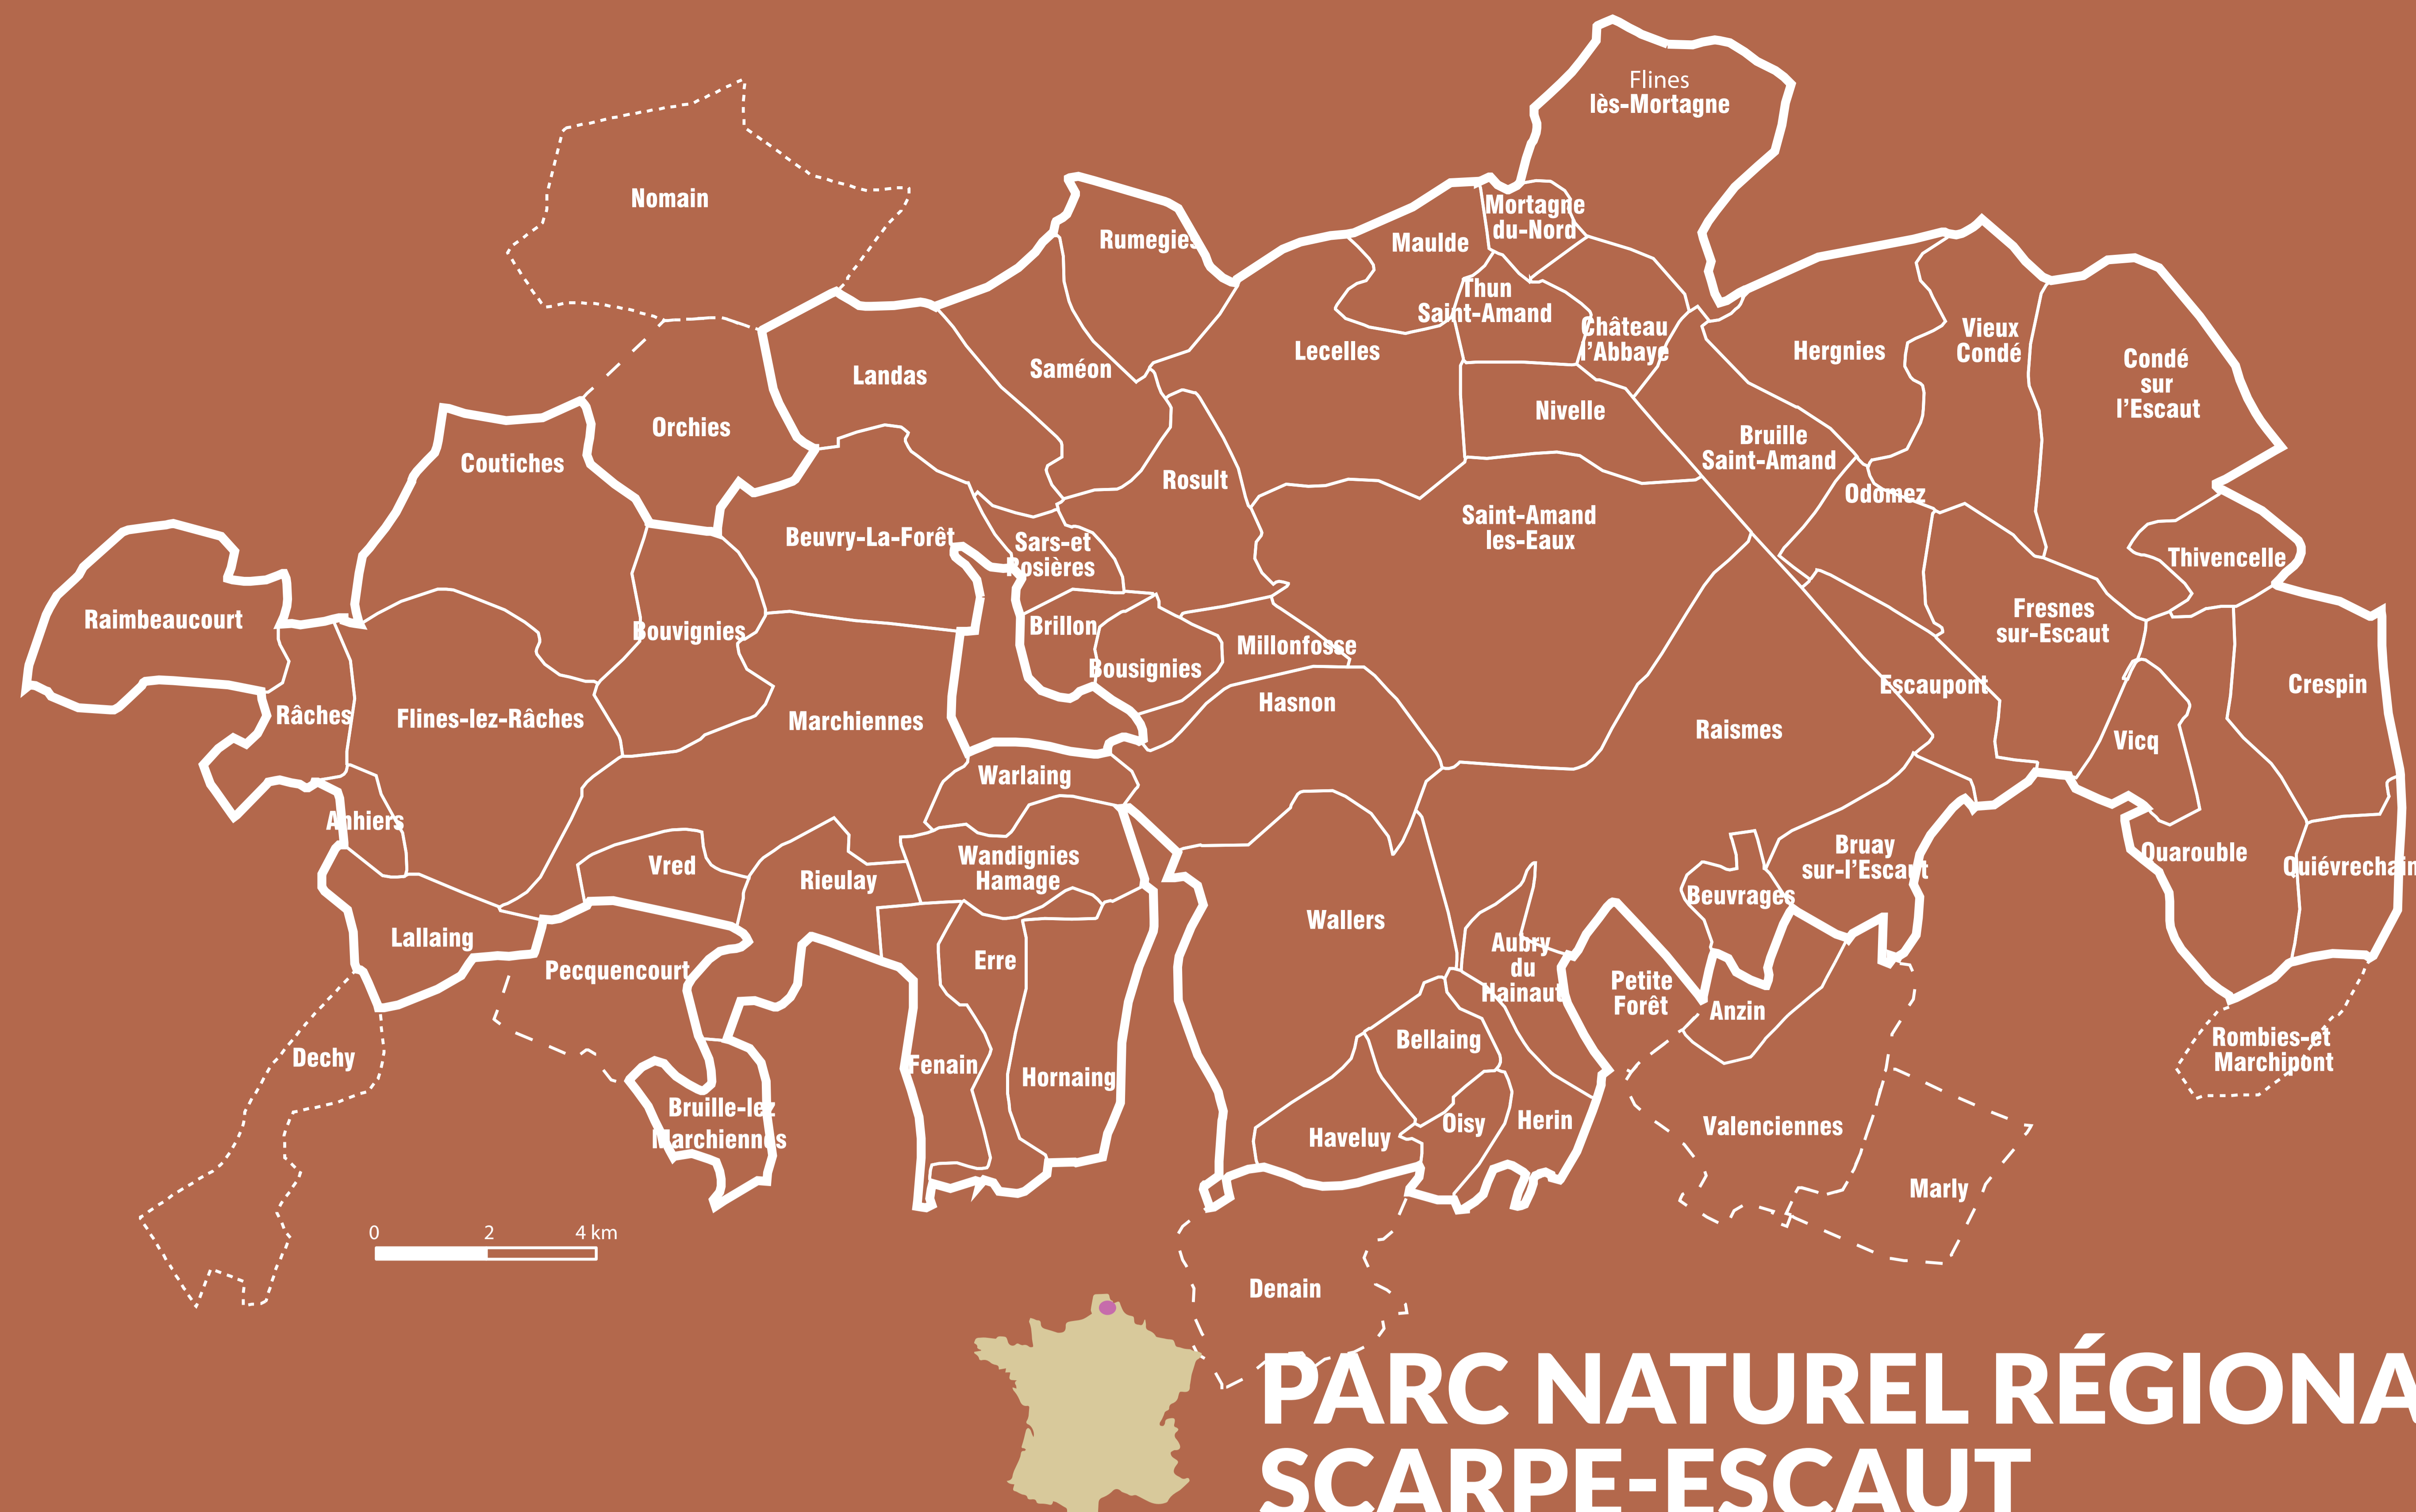 Flines
lès-Mortagne
Nomain
Mortagne
du-Nord
Rumegies
Maulde
Thun
Saint-Amand
Château
l'Abbaye
Vieux
Condé
Hergnies
Lecelles
Condé
sur
l'Escaut
Landas
Saméon
Nivelle
Orchies
Bruille
Saint-Amand
Coutiches
Rosult
Odomez
Saint-Amand
les-Eaux
Beuvry-La-Forêt
Sars-et
Rosières
Thivencelle
Raimbeaucourt
Fresnes
sur-Escaut
Bouvignies
Brillon
Millonfosse
Bousignies
Escaupont
Crespin
Hasnon
Râches
Flines-lez-Râches
Marchiennes
Raismes
Vicq
Warlaing
Anhiers
Bruay
sur-l'Escaut
Wandignies
Hamage
Quarouble
Quiévrechain
Vred
Rieulay
Beuvrages
Wallers
Lallaing
Aubry
du
Hainaut
Erre
Pecquencourt
Petite
Forêt
Anzin
Bellaing
Rombies-et
Marchipont
Dechy
Fenain
Hornaing
Bruille-lez
Marchiennes
Haveluy
Oisy
Herin
Valenciennes
Marly
0 2 4 km
Denain
PARC NATUREL RÉGIONA
SCARPE-ESCAUT